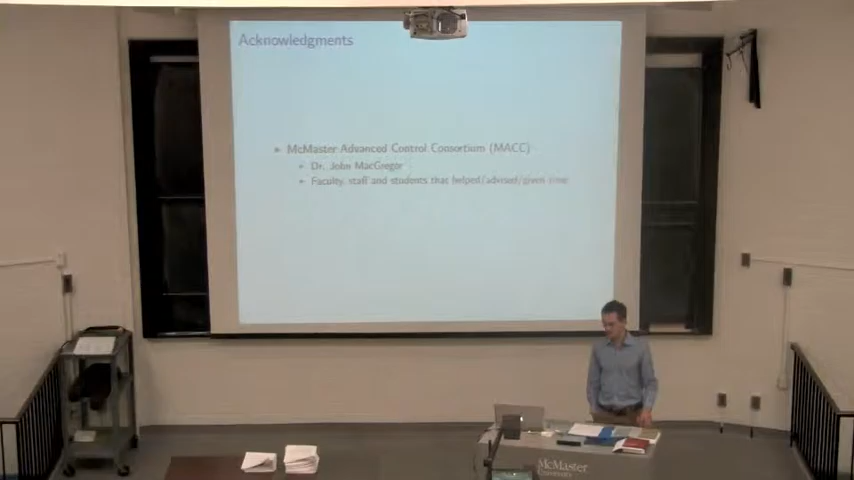 Acknowledgments
McMaster Advanced Control Consortium (MACC)
Dr. John MacGregor
Faculty, staff and students that helped/advised/given time
McMaster
University